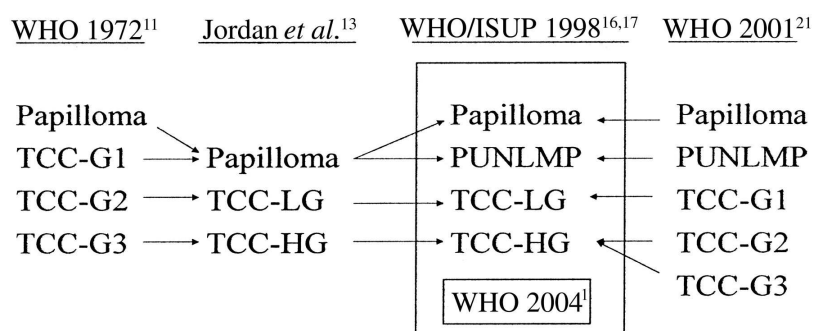 WHO 1972¹¹ Jordan et al.¹³ WHO/ISUP 1998¹⁶,¹⁷ WHO 2001²¹
Papilloma Papilloma Papilloma
TCC-G1 Papilloma PUNLMP PUNLMP
TCC-G2 TCC-LG TCC-LG TCC-G1
TCC-G3 TCC-HG TCC-HG TCC-G2
TCC-G3
WHO 2004¹